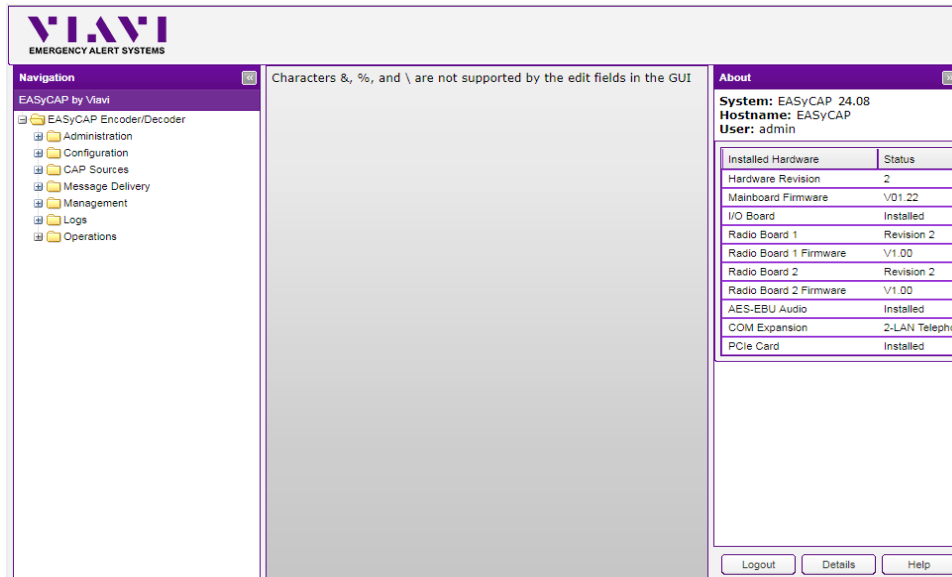 VIAVI
EMERGENCY ALERT SYSTEMS
Navigation
EASyCAP by Viavi
EASyCAP Encoder/Decoder
Administration
Configuration
CAP Sources
Message Delivery
Management
Logs
Operations
Characters &, %, and \ are not supported by the edit fields in the GUI
About
System: EASyCAP 24.08
Hostname: EASyCAP
User: admin
Installed Hardware Status
Hardware Revision 2
Mainboard Firmware V01.22
I/O Board Installed
Radio Board 1 Revision 2
Radio Board 1 Firmware V1.00
Radio Board 2 Revision 2
Radio Board 2 Firmware V1.00
AES-EBU Audio Installed
COM Expansion 2-LAN Telepho
PCIe Card Installed
Logout Details Help